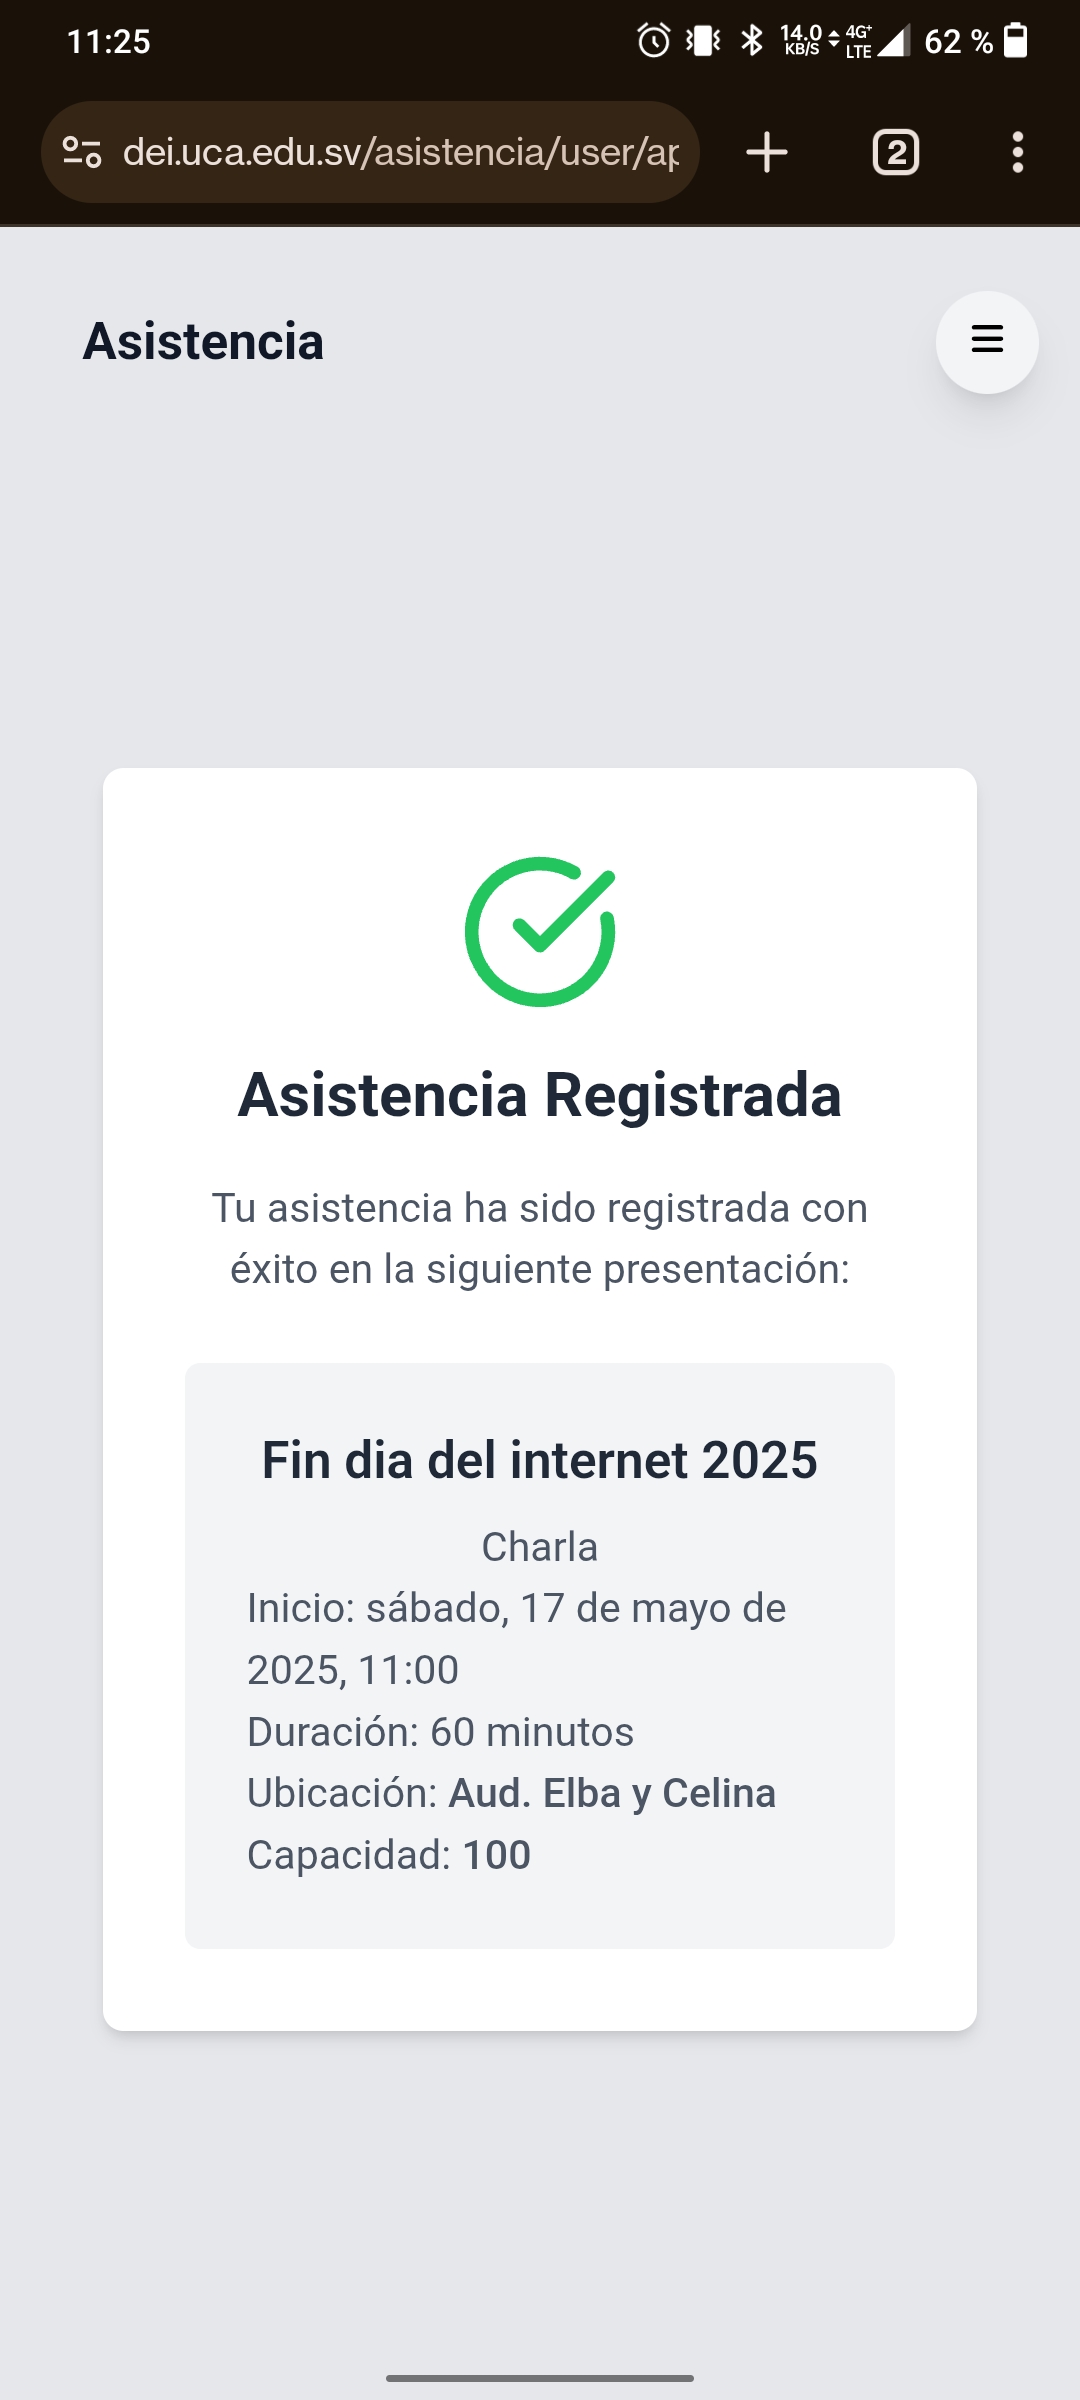 11:25
14.0
KB/S
4G+
LTE
62 %
dei.uca.edu.sv/asistencia/user/ap
2
Asistencia
Asistencia Registrada
Tu asistencia ha sido registrada con
éxito en la siguiente presentación:
Fin dia del internet 2025
Charla
Inicio: sábado, 17 de mayo de
2025, 11:00
Duración: 60 minutos
Ubicación: Aud. Elba y Celina
Capacidad: 100